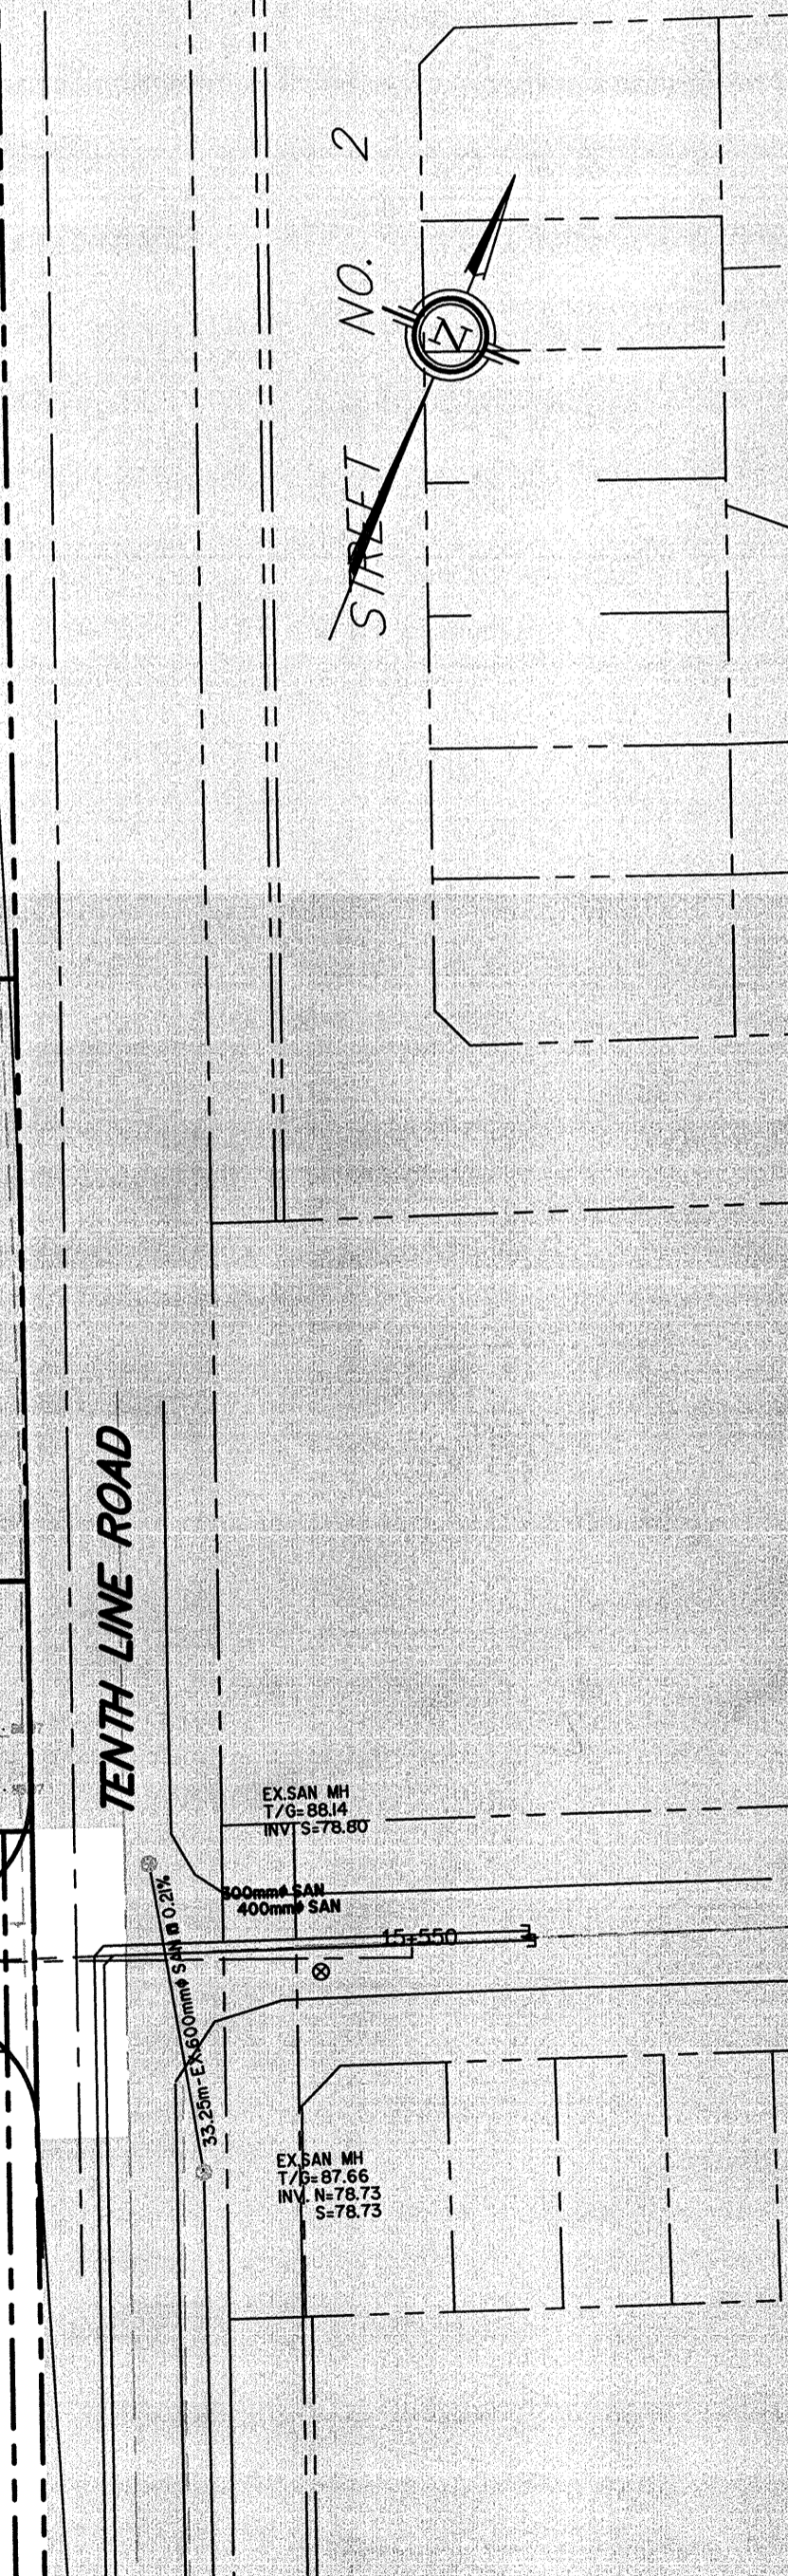 STREET NO. 2
N
TENTH LINE ROAD
EX.SAN MH
T/G=88.14
INV. S=78.80
300mmø SAN
400mmø SAN
15+550
33.25m-EX.600mmø SAN @ 0.21%
EX.SAN MH
T/G=87.66
INV. N=78.73
S=78.73